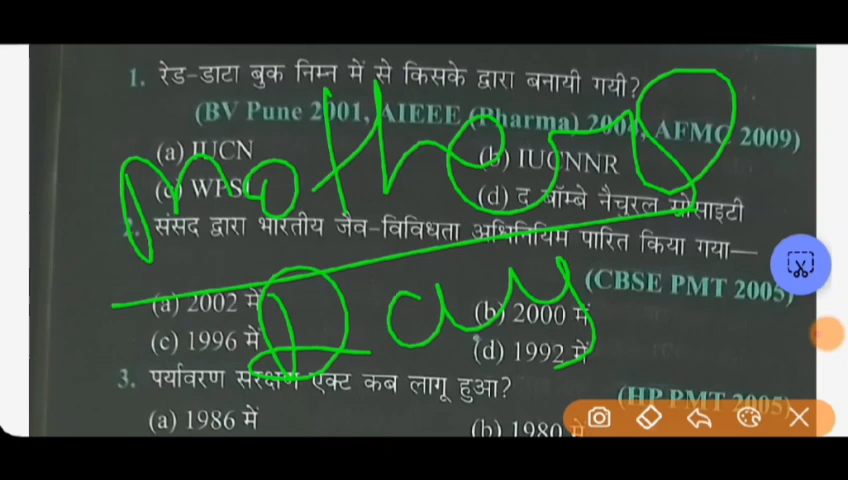 1. रेड-डाटा बुक निम्न में से किसके द्वारा बनायी गयी?
(BV Pune 2001, AIEEE (Pharma) 2004, AFMC 2009)
(a) IUCN (b) IUCNNR
(c) WPSI (d) द बॉम्बे नैचुरल सोसाइटी
mother's
2. संसद द्वारा भारतीय जैव-विविधता अधिनियिम पारित किया गया—
(CBSE PMT 2005)
Day
(a) 2002 में (b) 2000 में
(c) 1996 में (d) 1992 में
3. पर्यावरण संरक्षण एक्ट कब लागू हुआ?
(HP PMT 2005)
(a) 1986 में (b) 1980 में